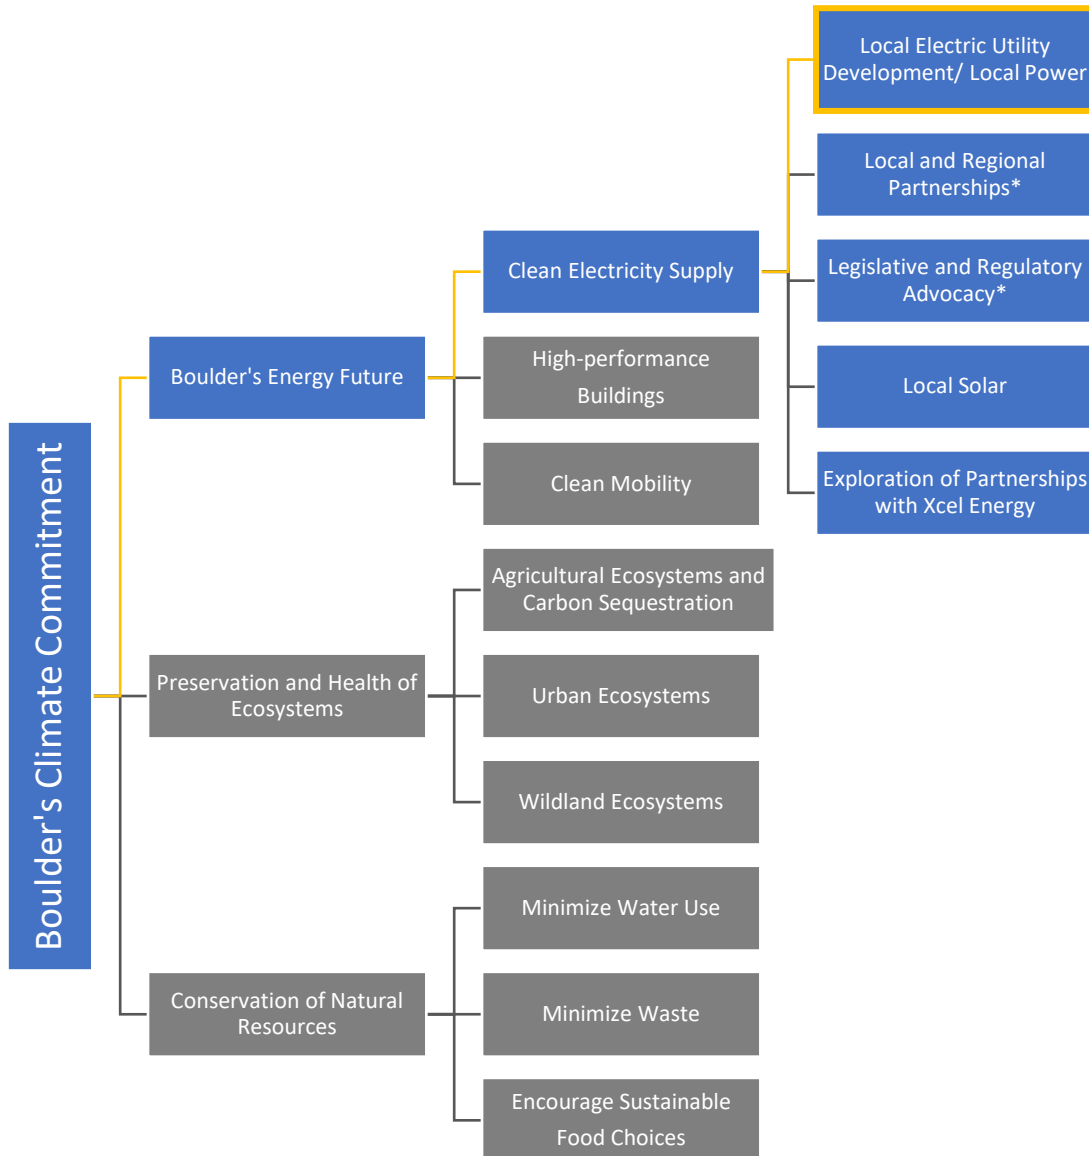 Boulder's Climate Commitment
Boulder's Energy Future
Clean Electricity Supply
Local Electric Utility
Development/ Local Power
Local and Regional
Partnerships*
Legislative and Regulatory
Advocacy*
Local Solar
Exploration of Partnerships
with Xcel Energy
High-performance
Buildings
Clean Mobility
Preservation and Health of
Ecosystems
Agricultural Ecosystems and
Carbon Sequestration
Urban Ecosystems
Wildland Ecosystems
Conservation of Natural
Resources
Minimize Water Use
Minimize Waste
Encourage Sustainable
Food Choices